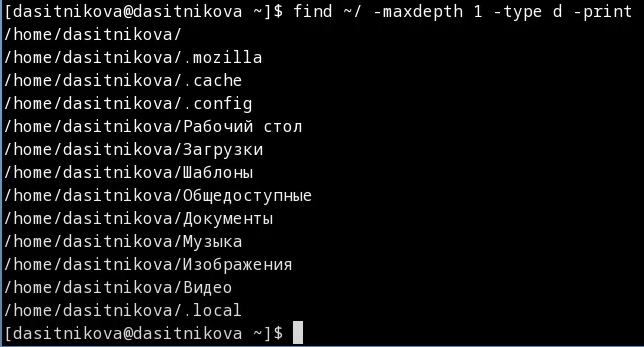 [dasitnikova@dasitnikova ~]$ find ~/ -maxdepth 1 -type d -print
/home/dasitnikova/
/home/dasitnikova/.mozilla
/home/dasitnikova/.cache
/home/dasitnikova/.config
/home/dasitnikova/Рабочий стол
/home/dasitnikova/Загрузки
/home/dasitnikova/Шаблоны
/home/dasitnikova/Общедоступные
/home/dasitnikova/Документы
/home/dasitnikova/Музыка
/home/dasitnikova/Изображения
/home/dasitnikova/Видео
/home/dasitnikova/.local
[dasitnikova@dasitnikova ~]$